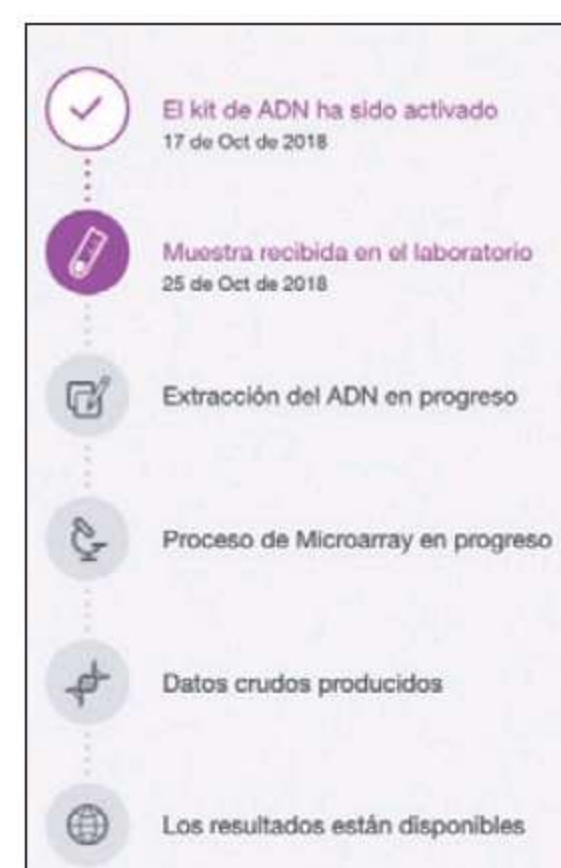 El kit de ADN ha sido activado
17 de Oct de 2018
Muestra recibida en el laboratorio
25 de Oct de 2018
Extracción del ADN en progreso
Proceso de Microarray en progreso
Datos crudos producidos
Los resultados están disponibles